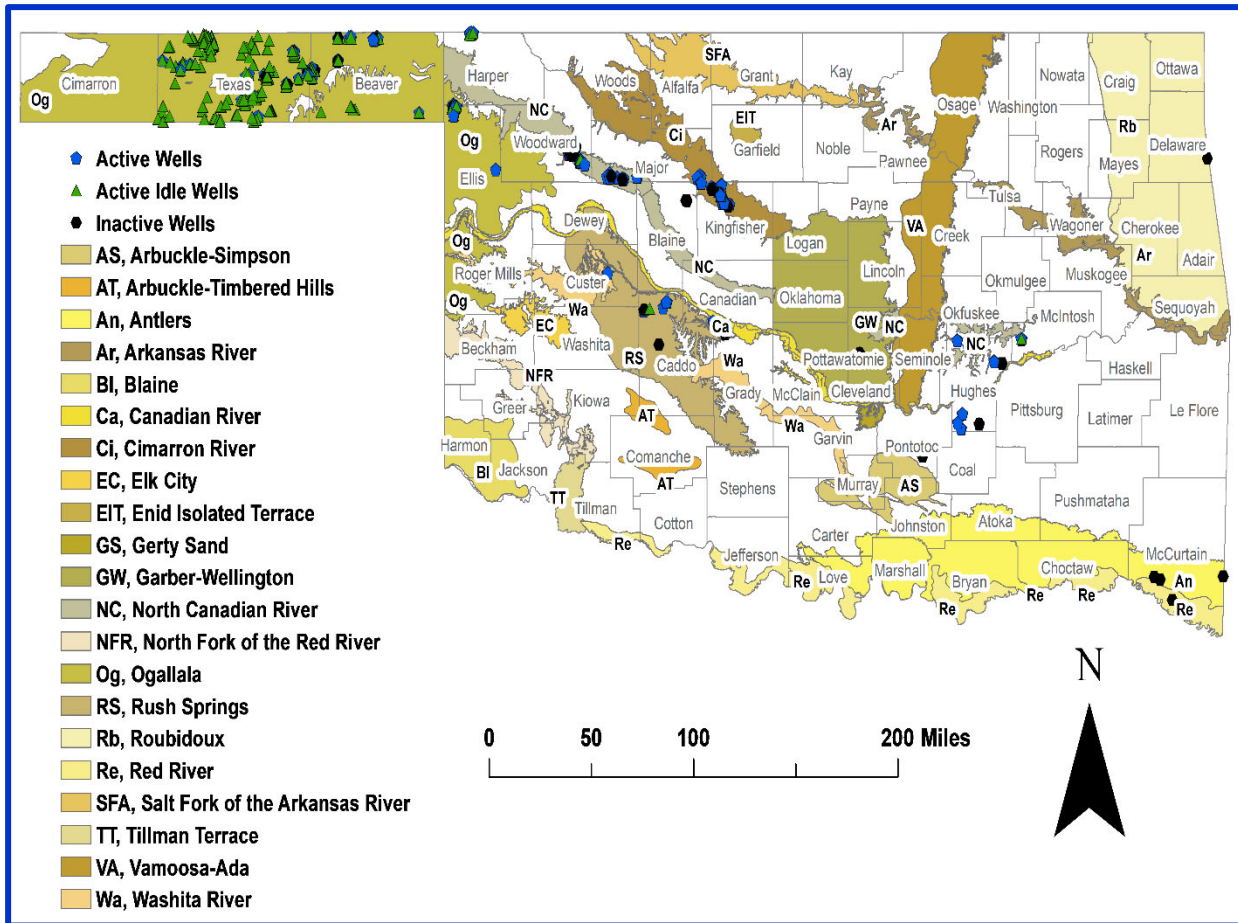 Cimarron
Texas
Beaver
Og
Harper
Woods
Alfalfa
SFA
Grant
Kay
Osage
Washington
Nowata
Craig
Ottawa
NC
Woodward
Major
Ci
EIT
Garfield
Noble
Ar
Pawnee
Rogers
Mayes
Rb
Delaware
Og
Ellis
Dewey
Blaine
Kingfisher
Logan
Payne
VA
Creek
Tulsa
Wagoner
Cherokee
Adair
Og
Roger Mills
Custer
NC
Canadian
Oklahoma
Lincoln
Okmulgee
Muskogee
Ar
Sequoyah
Og
Wa
EC
Washita
Beckham
RS
Caddo
Ca
Wa
GW
NC
Pottawatomie
Seminole
Okfuskee
NC
McIntosh
Hughes
Haskell
NFR
Greer
Kiowa
AT
Grady
McClain
Cleveland
Pittsburg
Latimer
Le Flore
Harmon
Bl
Jackson
Comanche
AT
Wa
Garvin
Pontotoc
Coal
TT
Tillman
Stephens
Murray
AS
Pushmataha
Cotton
Re
Jefferson
Carter
Johnston
Atoka
McCurtain
Re
Love
Marshall
Bryan
Choctaw
An
Re
Re
Re
Re
Active Wells
Active Idle Wells
Inactive Wells
AS, Arbuckle-Simpson
AT, Arbuckle-Timbered Hills
An, Antlers
Ar, Arkansas River
Bl, Blaine
Ca, Canadian River
Ci, Cimarron River
EC, Elk City
EIT, Enid Isolated Terrace
GS, Gerty Sand
GW, Garber-Wellington
NC, North Canadian River
NFR, North Fork of the Red River
Og, Ogallala
RS, Rush Springs
Rb, Roubidoux
Re, Red River
SFA, Salt Fork of the Arkansas River
TT, Tillman Terrace
VA, Vamoosa-Ada
Wa, Washita River
0 50 100 200 Miles
N